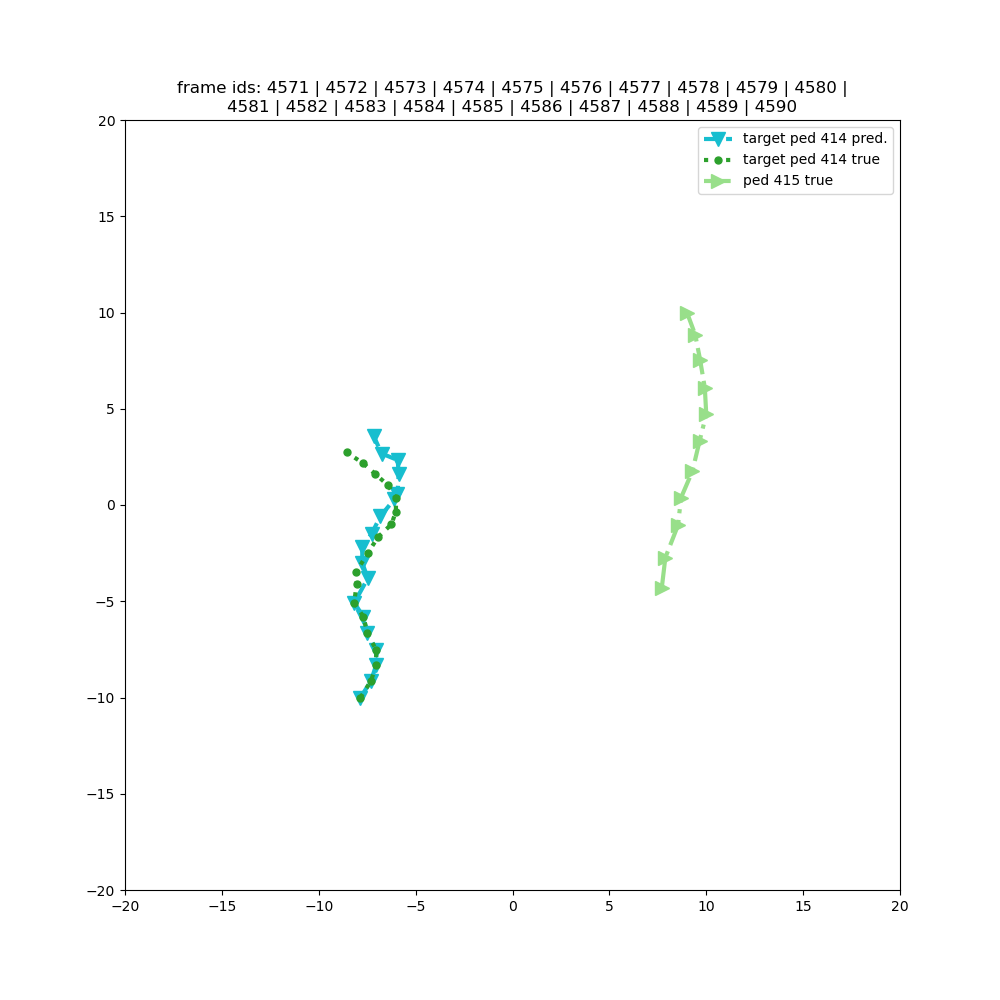 frame ids: 4571 | 4572 | 4573 | 4574 | 4575 | 4576 | 4577 | 4578 | 4579 | 4580 |
4581 | 4582 | 4583 | 4584 | 4585 | 4586 | 4587 | 4588 | 4589 | 4590
target ped 414 pred.
target ped 414 true
ped 415 true
20
15
10
5
0
−5
−10
−15
−20
−20 −15 −10 −5 0 5 10 15 20